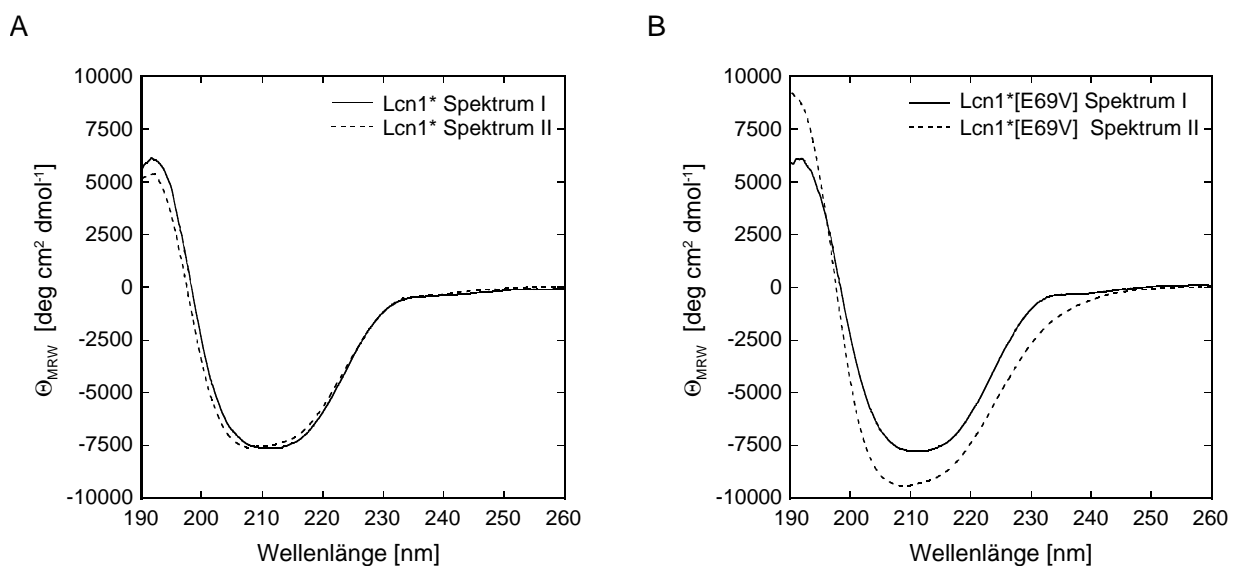 A
B
Lcn1* Spektrum I
Lcn1* Spektrum II
10000
7500
5000
2500
0
-2500
-5000
-7500
-10000
190 200 210 220 230 240 250 260
Wellenlänge [nm]
ΘMRW [deg cm² dmol⁻¹]
Lcn1*[E69V] Spektrum I
Lcn1*[E69V] Spektrum II
10000
7500
5000
2500
0
-2500
-5000
-7500
-10000
190 200 210 220 230 240 250 260
Wellenlänge [nm]
ΘMRW [deg cm² dmol⁻¹]